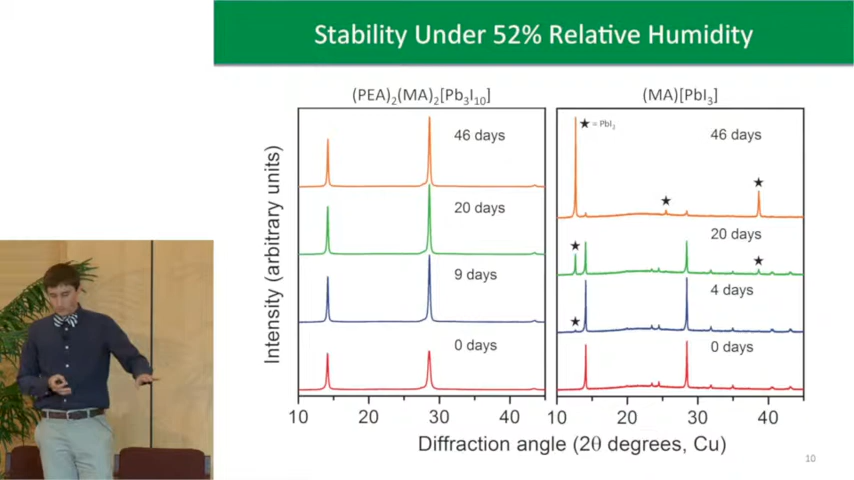 Stability Under 52% Relative Humidity
(PEA)₂(MA)₂[Pb₃I₁₀]
(MA)[PbI₃]
Intensity (arbitrary units)
46 days
20 days
9 days
0 days
10 20 30 40
★ = PbI₂
46 days
20 days
4 days
0 days
10 20 30 40
Diffraction angle (2θ degrees, Cu)
10